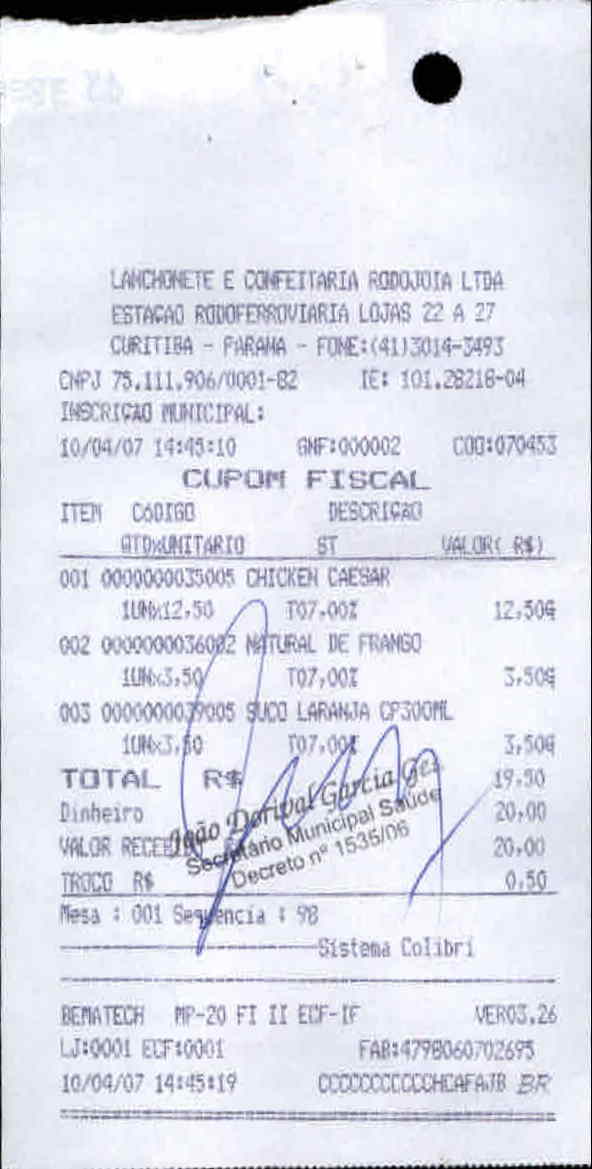 LANCHONETE E CONFEITARIA RODOJOIA LTDA
ESTACAO RODOFERROVIARIA LOJAS 22 A 27
CURITIBA - PARANA - FONE:(41)3014-3493
CNPJ 75.111.906/0001-82 IE: 101.28218-04
INSCRIÇÃO MUNICIPAL:
10/04/07 14:45:10 GNF:000002 COO:070453
CUPOM FISCAL
ITEM CÓDIGO DESCRIÇÃO
QTDxUNITARIO ST VALOR( R$)
001 0000000035005 CHICKEN CAESAR
1UNx12,50 T07,00% 12,50G
002 0000000036002 NATURAL DE FRANGO
1UNx3,50 T07,00% 3,50G
003 0000000039005 SUCO LARANJA CP300ML
1UNx3,50 T07,00% 3,50G
TOTAL R$ 19,50
Dinheiro 20,00
VALOR 20,00
TROCO R$ 0,50
João Dorival Garcia
Secretário Municipal Saúde
Decreto nº 1535/06
Mesa : 001 Sequencia : 98
Sistema Colibri
BEMATECH MP-20 FI II ECF-IF VER03.26
LJ:0001 ECF:0001 FAB:4798060702695
10/04/07 14:45:19 BR